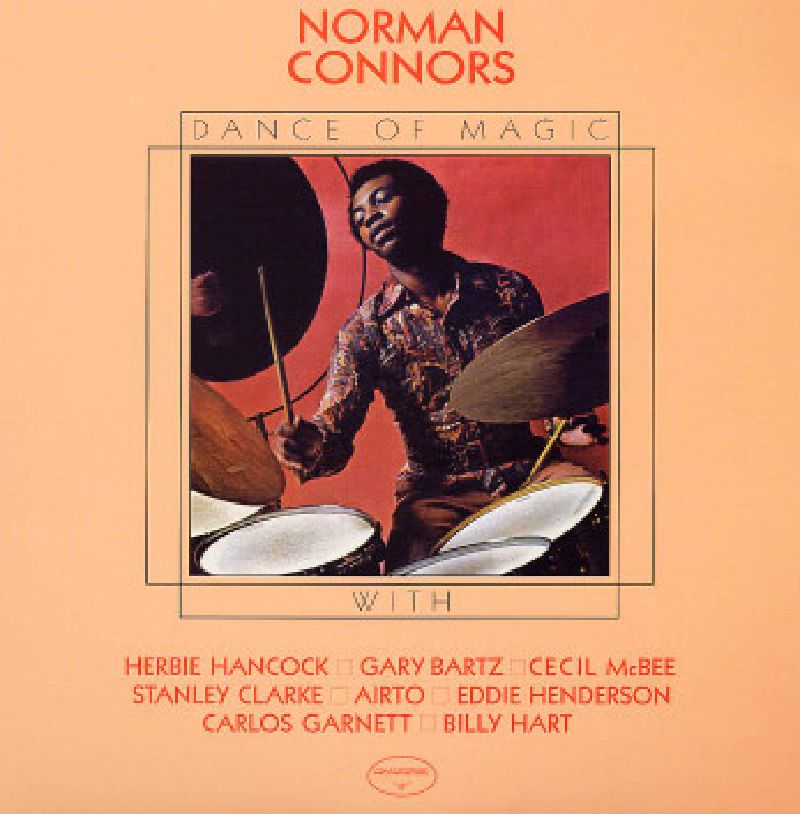 NORMAN
CONNORS
DANCE OF MAGIC
WITH
HERBIE HANCOCK □ GARY BARTZ □ CECIL McBEE
STANLEY CLARKE □ AIRTO □ EDDIE HENDERSON
CARLOS GARNETT □ BILLY HART